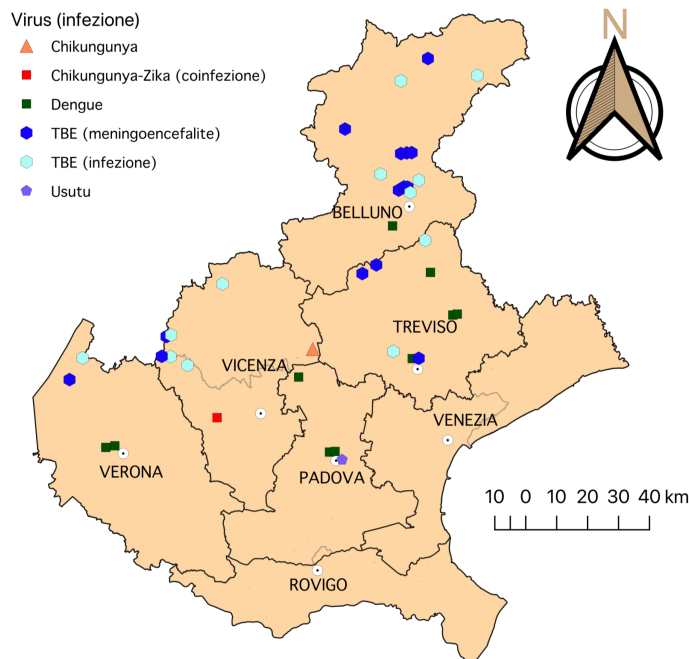 Virus (infezione)
Chikungunya
Chikungunya-Zika (coinfezione)
Dengue
TBE (meningoencefalite)
TBE (infezione)
Usutu
N
BELLUNO
TREVISO
VICENZA
VENEZIA
VERONA
PADOVA
10 0 10 20 30 40 km
ROVIGO